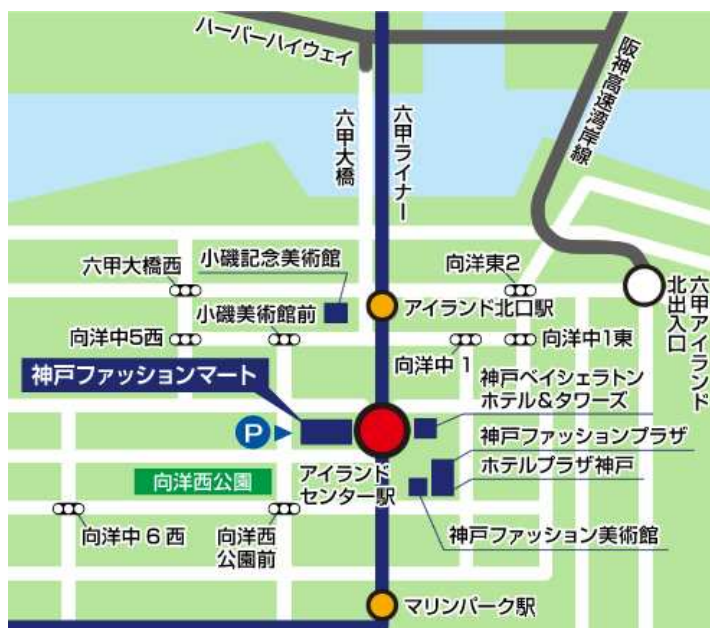 ハーバーハイウェイ
阪神高速湾岸線
六甲大橋
六甲ライナー
六甲大橋西
小磯記念美術館
向洋東2
アイランド北口駅
六甲アイランド
北出入口
小磯美術館前
向洋中5西
向洋中1
向洋中1東
神戸ファッションマート
神戸ベイシェラトン
ホテル&タワーズ
P
神戸ファッションプラザ
アイランド
センター駅
ホテルプラザ神戸
向洋西公園
向洋中6西
向洋西
公園前
神戸ファッション美術館
マリンパーク駅